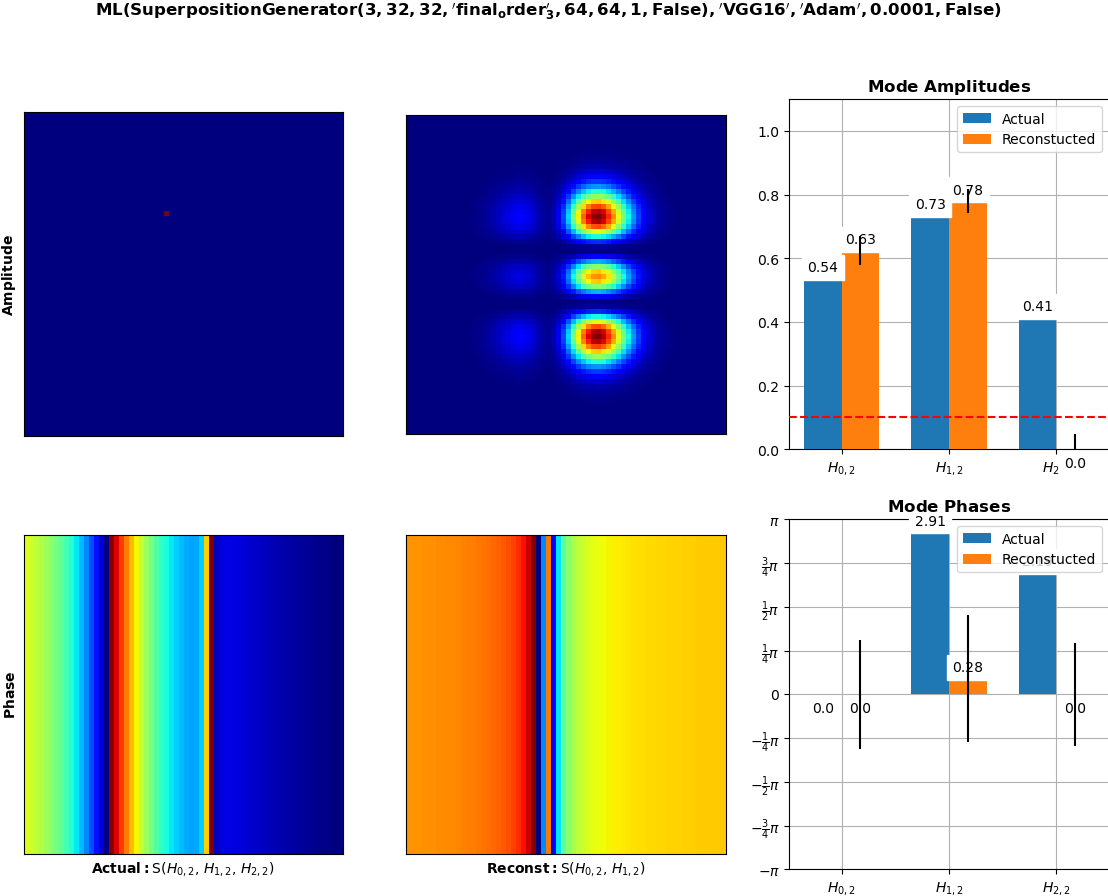 ML(SuperpositionGenerator(3, 32, 32, ′final_order_3′, 64, 64, 1, False), ′VGG16′, ′Adam′, 0.0001, False)
Amplitude
Mode Amplitudes
Actual
Reconstucted
1.0
0.8
0.6
0.4
0.2
0.0
0.54
0.63
0.73
0.78
0.41
0.0
H0, 2
H1, 2
H2
Phase
Mode Phases
Actual
Reconstucted
π
3/4π
1/2π
1/4π
0
−1/4π
−1/2π
−3/4π
−π
0.0
0.0
2.91
0.28
0.0
H0, 2
H1, 2
H2, 2
Actual: S(H0, 2, H1, 2, H2, 2)
Reconst: S(H0, 2, H1, 2)